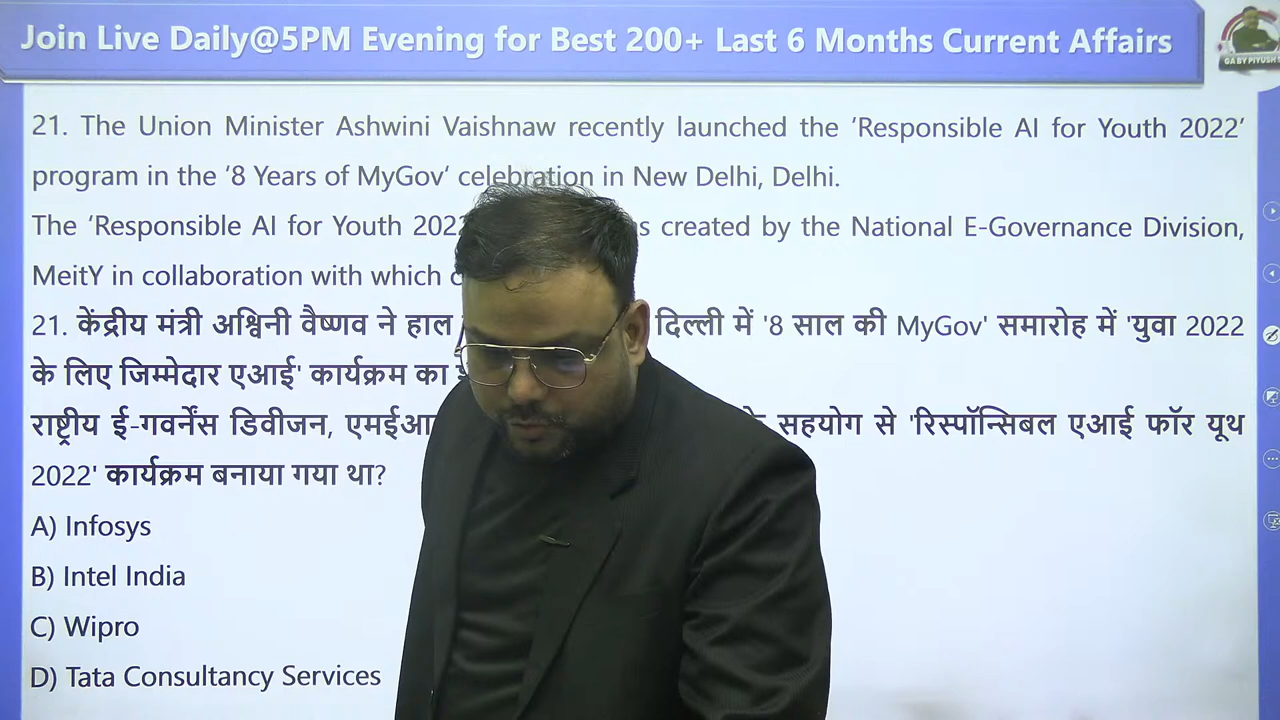 Join Live Daily@5PM Evening for Best 200+ Last 6 Months Current Affairs
GA BY PIYUSH
21. The Union Minister Ashwini Vaishnaw recently launched the ‘Responsible AI for Youth 2022’
program in the ‘8 Years of MyGov’ celebration in New Delhi, Delhi.
The ‘Responsible AI for Youth 202 created by the National E-Governance Division,
MeitY in collaboration with which
21. केंद्रीय मंत्री अश्विनी वैष्णव ने हाल दिल्ली में '8 साल की MyGov' समारोह में 'युवा 2022
के लिए जिम्मेदार एआई' कार्यक्रम का
राष्ट्रीय ई-गवर्नेंस डिवीजन, एमईआ सहयोग से 'रिस्पॉन्सिबल एआई फॉर यूथ
2022' कार्यक्रम बनाया गया था?
A) Infosys
B) Intel India
C) Wipro
D) Tata Consultancy Services